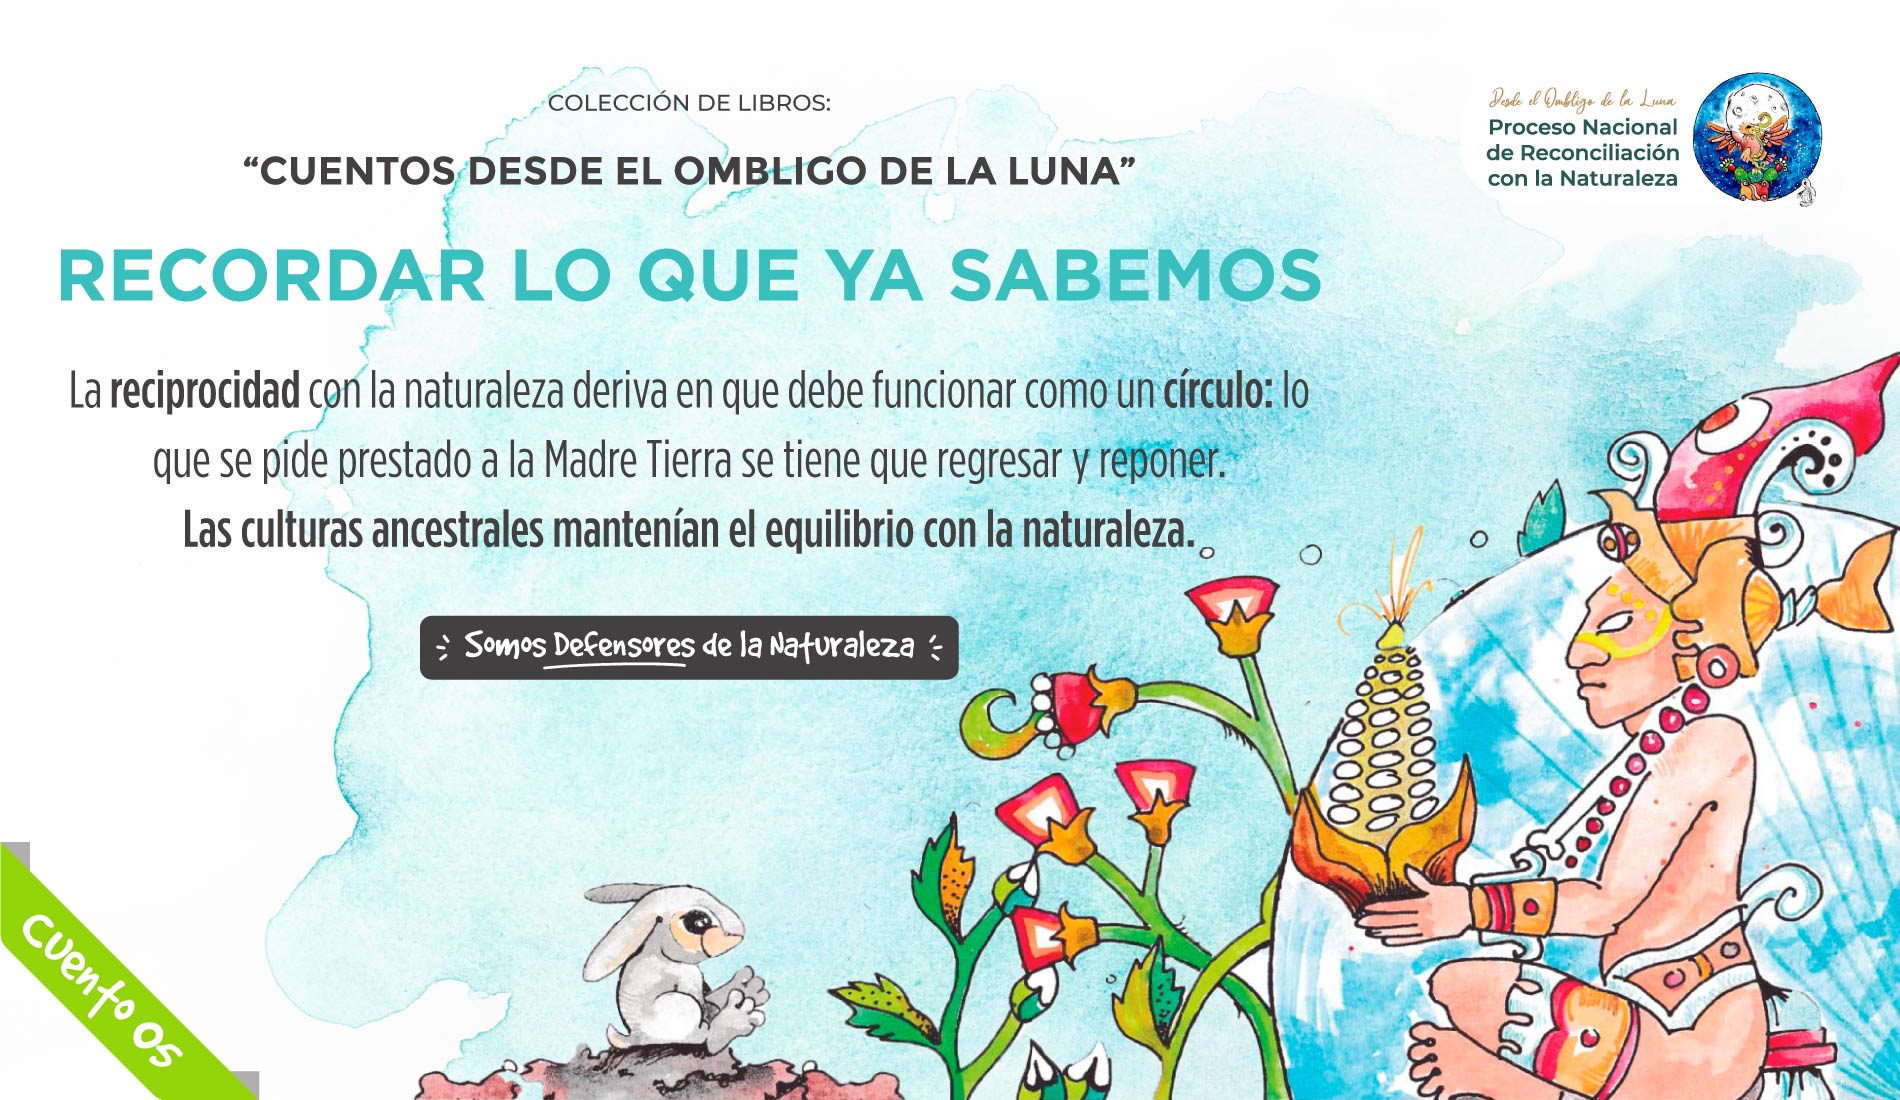 COLECCIÓN DE LIBROS:
“CUENTOS DESDE EL OMBLIGO DE LA LUNA”
RECORDAR LO QUE YA SABEMOS
La reciprocidad con la naturaleza deriva en que debe funcionar como un círculo: lo
que se pide prestado a la Madre Tierra se tiene que regresar y reponer.
Las culturas ancestrales mantenían el equilibrio con la naturaleza.
Somos Defensores de la Naturaleza
Desde el Ombligo de la Luna
Proceso Nacional
de Reconciliación
con la Naturaleza
Cuento 05